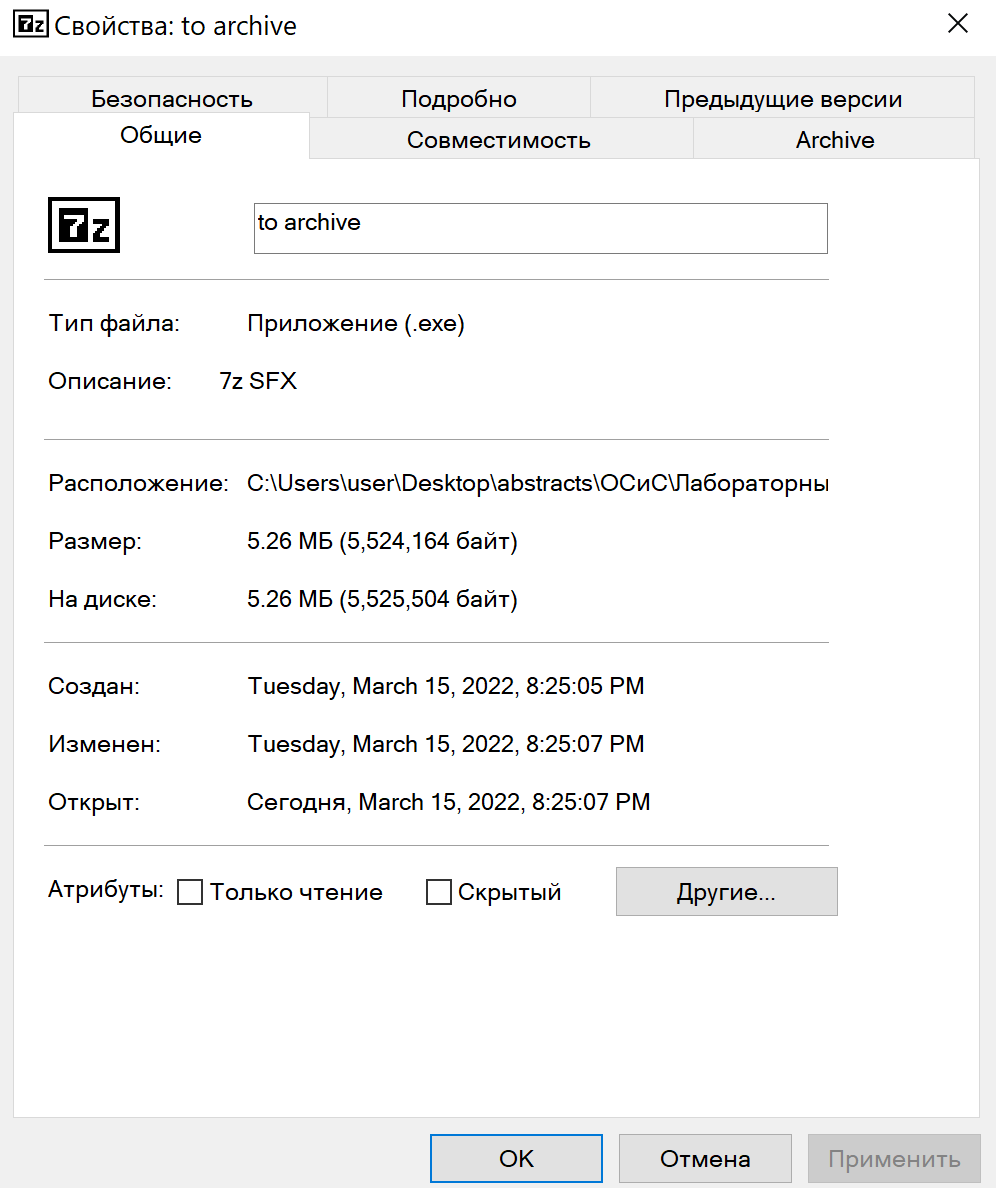 7z Свойства: to archive
Безопасность Подробно Предыдущие версии
Общие Совместимость Archive
7z to archive
Тип файла: Приложение (.exe)
Описание: 7z SFX
Расположение: C:\Users\user\Desktop\abstracts\ОСиС\Лабораторны
Размер: 5.26 МБ (5,524,164 байт)
На диске: 5.26 МБ (5,525,504 байт)
Создан: Tuesday, March 15, 2022, 8:25:05 PM
Изменен: Tuesday, March 15, 2022, 8:25:07 PM
Открыт: Сегодня, March 15, 2022, 8:25:07 PM
Атрибуты: Только чтение Скрытый Другие...
OK Отмена Применить